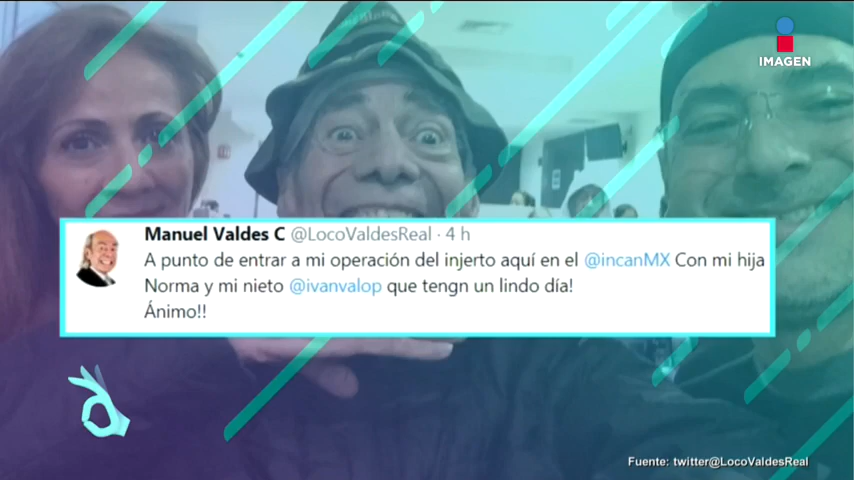 IMAGEN
Manuel Valdes C @LocoValdesReal · 4 h
A punto de entrar a mi operación del injerto aquí en el @incanMX Con mi hija
Norma y mi nieto @ivanvalop que tengn un lindo día!
Ánimo!!
Fuente: twitter@LocoValdesReal